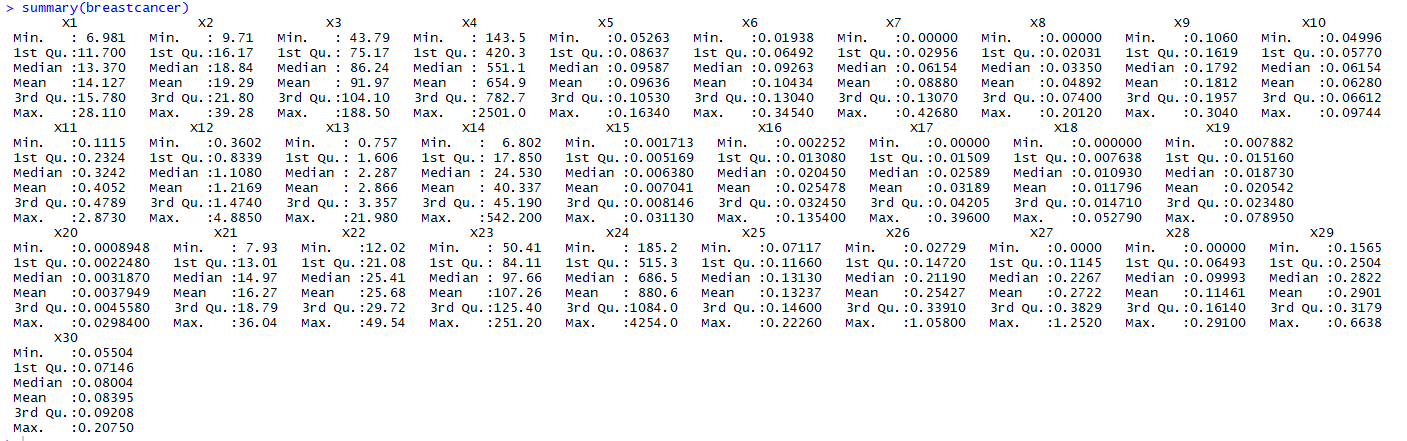 > summary(breastcancer)
X1 X2 X3 X4 X5 X6 X7 X8 X9 X10
Min. : 6.981 Min. : 9.71 Min. : 43.79 Min. : 143.5 Min. :0.05263 Min. :0.01938 Min. :0.00000 Min. :0.00000 Min. :0.1060 Min. :0.04996
1st Qu.:11.700 1st Qu.:16.17 1st Qu.: 75.17 1st Qu.: 420.3 1st Qu.:0.08637 1st Qu.:0.06492 1st Qu.:0.02956 1st Qu.:0.02031 1st Qu.:0.1619 1st Qu.:0.05770
Median :13.370 Median :18.84 Median : 86.24 Median : 551.1 Median :0.09587 Median :0.09263 Median :0.06154 Median :0.03350 Median :0.1792 Median :0.06154
Mean :14.127 Mean :19.29 Mean : 91.97 Mean : 654.9 Mean :0.09636 Mean :0.10434 Mean :0.08880 Mean :0.04892 Mean :0.1812 Mean :0.06280
3rd Qu.:15.780 3rd Qu.:21.80 3rd Qu.:104.10 3rd Qu.: 782.7 3rd Qu.:0.10530 3rd Qu.:0.13040 3rd Qu.:0.13070 3rd Qu.:0.07400 3rd Qu.:0.1957 3rd Qu.:0.06612
Max. :28.110 Max. :39.28 Max. :188.50 Max. :2501.0 Max. :0.16340 Max. :0.34540 Max. :0.42680 Max. :0.20120 Max. :0.3040 Max. :0.09744
X11 X12 X13 X14 X15 X16 X17 X18 X19
Min. :0.1115 Min. :0.3602 Min. : 0.757 Min. : 6.802 Min. :0.001713 Min. :0.002252 Min. :0.00000 Min. :0.000000 Min. :0.007882
1st Qu.:0.2324 1st Qu.:0.8339 1st Qu.: 1.606 1st Qu.: 17.850 1st Qu.:0.005169 1st Qu.:0.013080 1st Qu.:0.01509 1st Qu.:0.007638 1st Qu.:0.015160
Median :0.3242 Median :1.1080 Median : 2.287 Median : 24.530 Median :0.006380 Median :0.020450 Median :0.02589 Median :0.010930 Median :0.018730
Mean :0.4052 Mean :1.2169 Mean : 2.866 Mean : 40.337 Mean :0.007041 Mean :0.025478 Mean :0.03189 Mean :0.011796 Mean :0.020542
3rd Qu.:0.4789 3rd Qu.:1.4740 3rd Qu.: 3.357 3rd Qu.: 45.190 3rd Qu.:0.008146 3rd Qu.:0.032450 3rd Qu.:0.04205 3rd Qu.:0.014710 3rd Qu.:0.023480
Max. :2.8730 Max. :4.8850 Max. :21.980 Max. :542.200 Max. :0.031130 Max. :0.135400 Max. :0.39600 Max. :0.052790 Max. :0.078950
X20 X21 X22 X23 X24 X25 X26 X27 X28 X29
Min. :0.0008948 Min. : 7.93 Min. :12.02 Min. : 50.41 Min. : 185.2 Min. :0.07117 Min. :0.02729 Min. :0.0000 Min. :0.00000 Min. :0.1565
1st Qu.:0.0022480 1st Qu.:13.01 1st Qu.:21.08 1st Qu.: 84.11 1st Qu.: 515.3 1st Qu.:0.11660 1st Qu.:0.14720 1st Qu.:0.1145 1st Qu.:0.06493 1st Qu.:0.2504
Median :0.0031870 Median :14.97 Median :25.41 Median : 97.66 Median : 686.5 Median :0.13130 Median :0.21190 Median :0.2267 Median :0.09993 Median :0.2822
Mean :0.0037949 Mean :16.27 Mean :25.68 Mean :107.26 Mean : 880.6 Mean :0.13237 Mean :0.25427 Mean :0.2722 Mean :0.11461 Mean :0.2901
3rd Qu.:0.0045580 3rd Qu.:18.79 3rd Qu.:29.72 3rd Qu.:125.40 3rd Qu.:1084.0 3rd Qu.:0.14600 3rd Qu.:0.33910 3rd Qu.:0.3829 3rd Qu.:0.16140 3rd Qu.:0.3179
Max. :0.0298400 Max. :36.04 Max. :49.54 Max. :251.20 Max. :4254.0 Max. :0.22260 Max. :1.05800 Max. :1.2520 Max. :0.29100 Max. :0.6638
X30
Min. :0.05504
1st Qu.:0.07146
Median :0.08004
Mean :0.08395
3rd Qu.:0.09208
Max. :0.20750